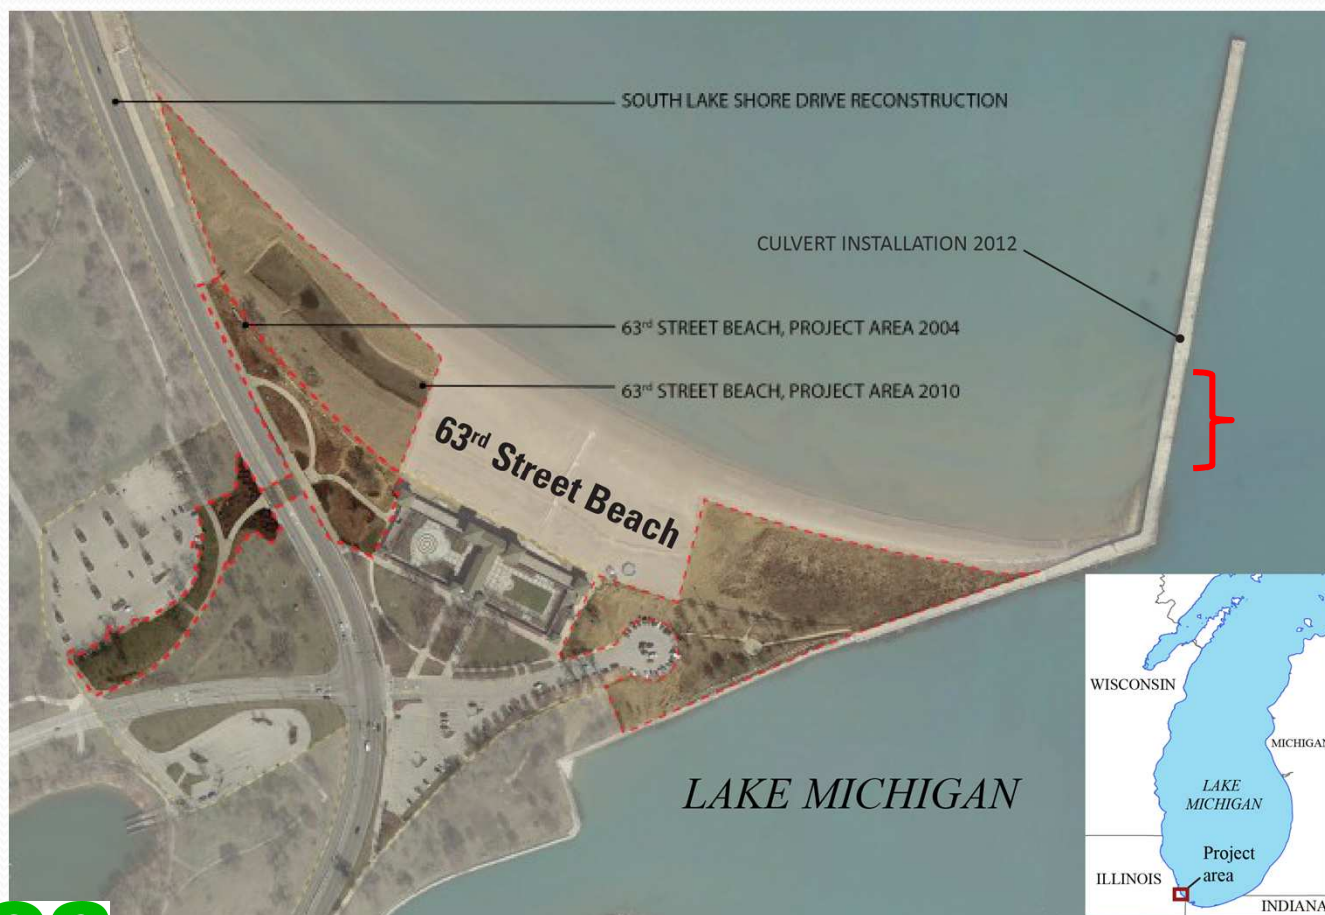 SOUTH LAKE SHORE DRIVE RECONSTRUCTION
CULVERT INSTALLATION 2012
63rd STREET BEACH, PROJECT AREA 2004
63rd STREET BEACH, PROJECT AREA 2010
63rd Street Beach
LAKE MICHIGAN
WISCONSIN
MICHIGAN
LAKE
MICHIGAN
Project
area
ILLINOIS
INDIANA